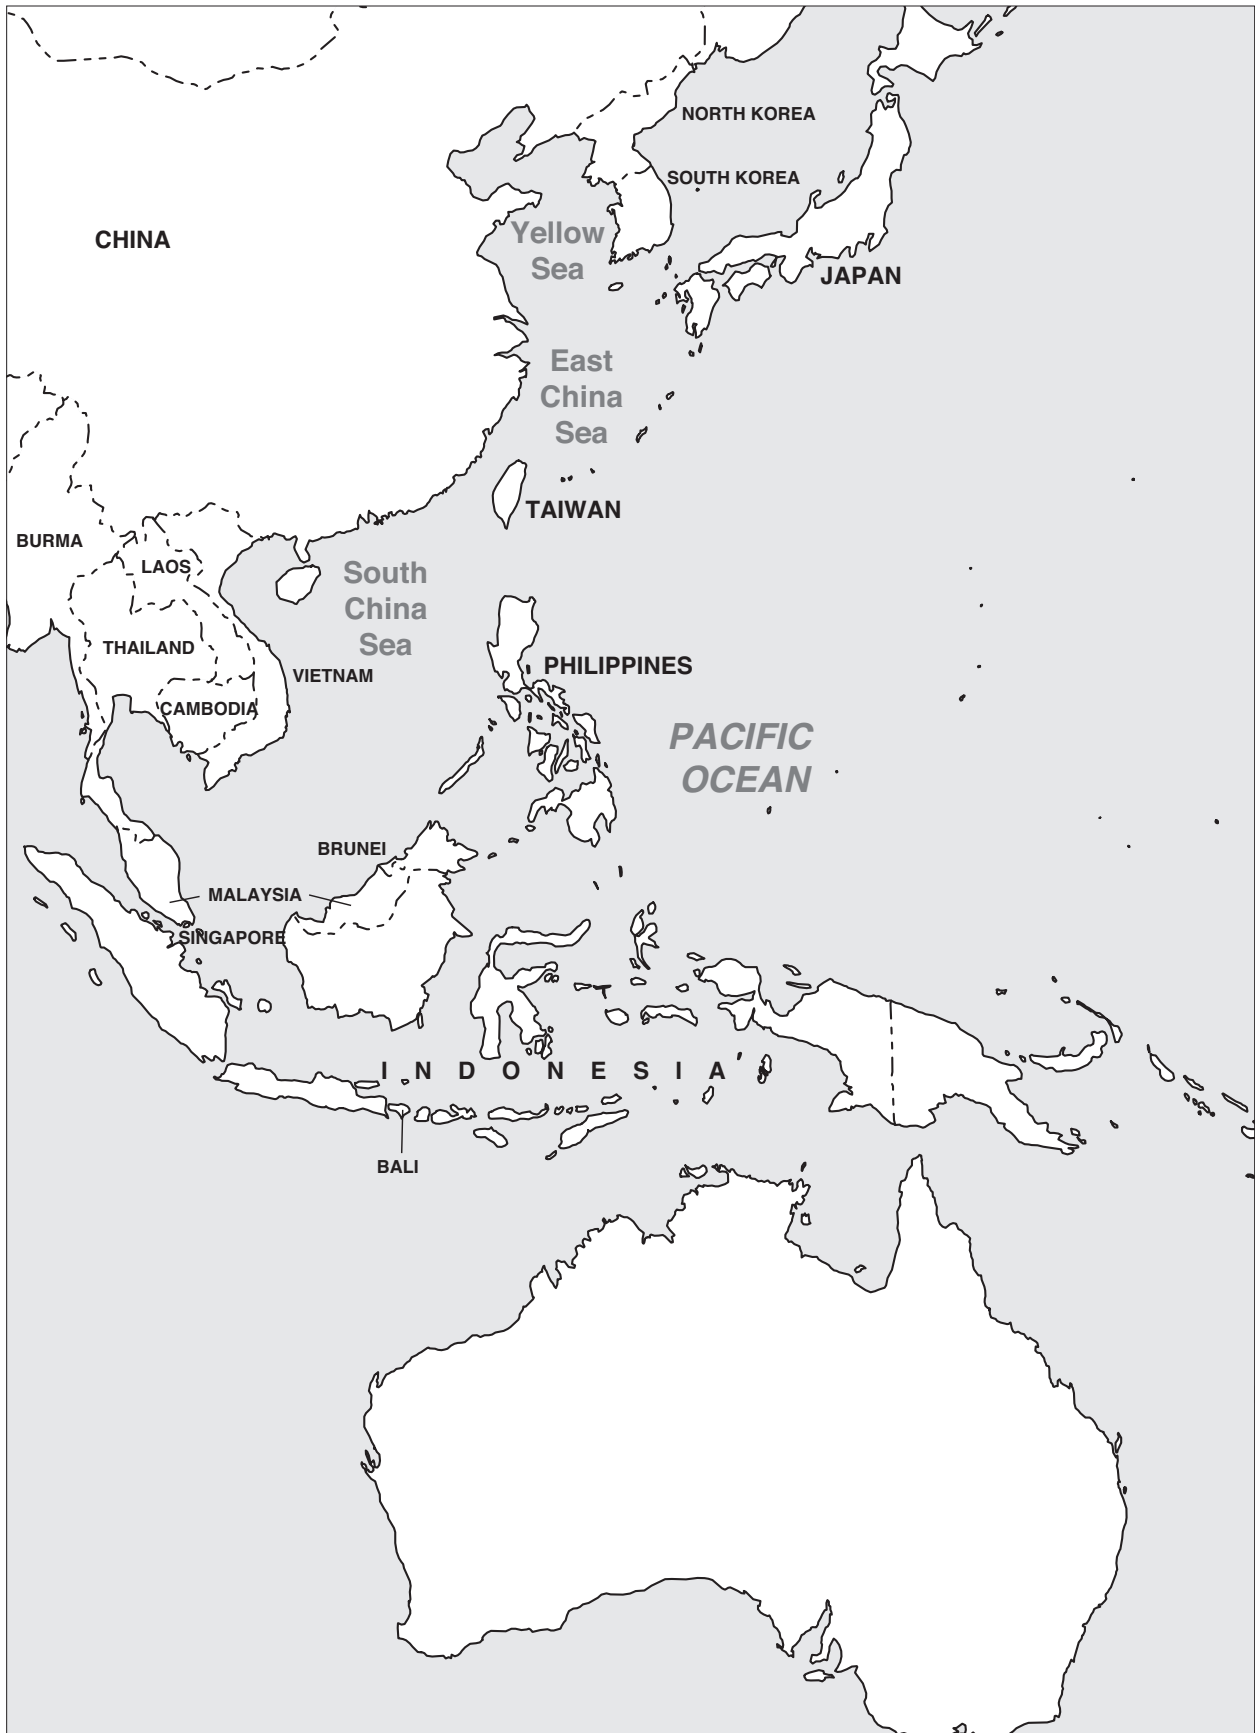 NORTH KOREA
SOUTH KOREA
CHINA
Yellow
Sea
JAPAN
East
China
Sea
TAIWAN
BURMA
LAOS
South
China
Sea
THAILAND
PHILIPPINES
VIETNAM
CAMBODIA
PACIFIC
OCEAN
BRUNEI
MALAYSIA
SINGAPORE
INDONESIA
BALI